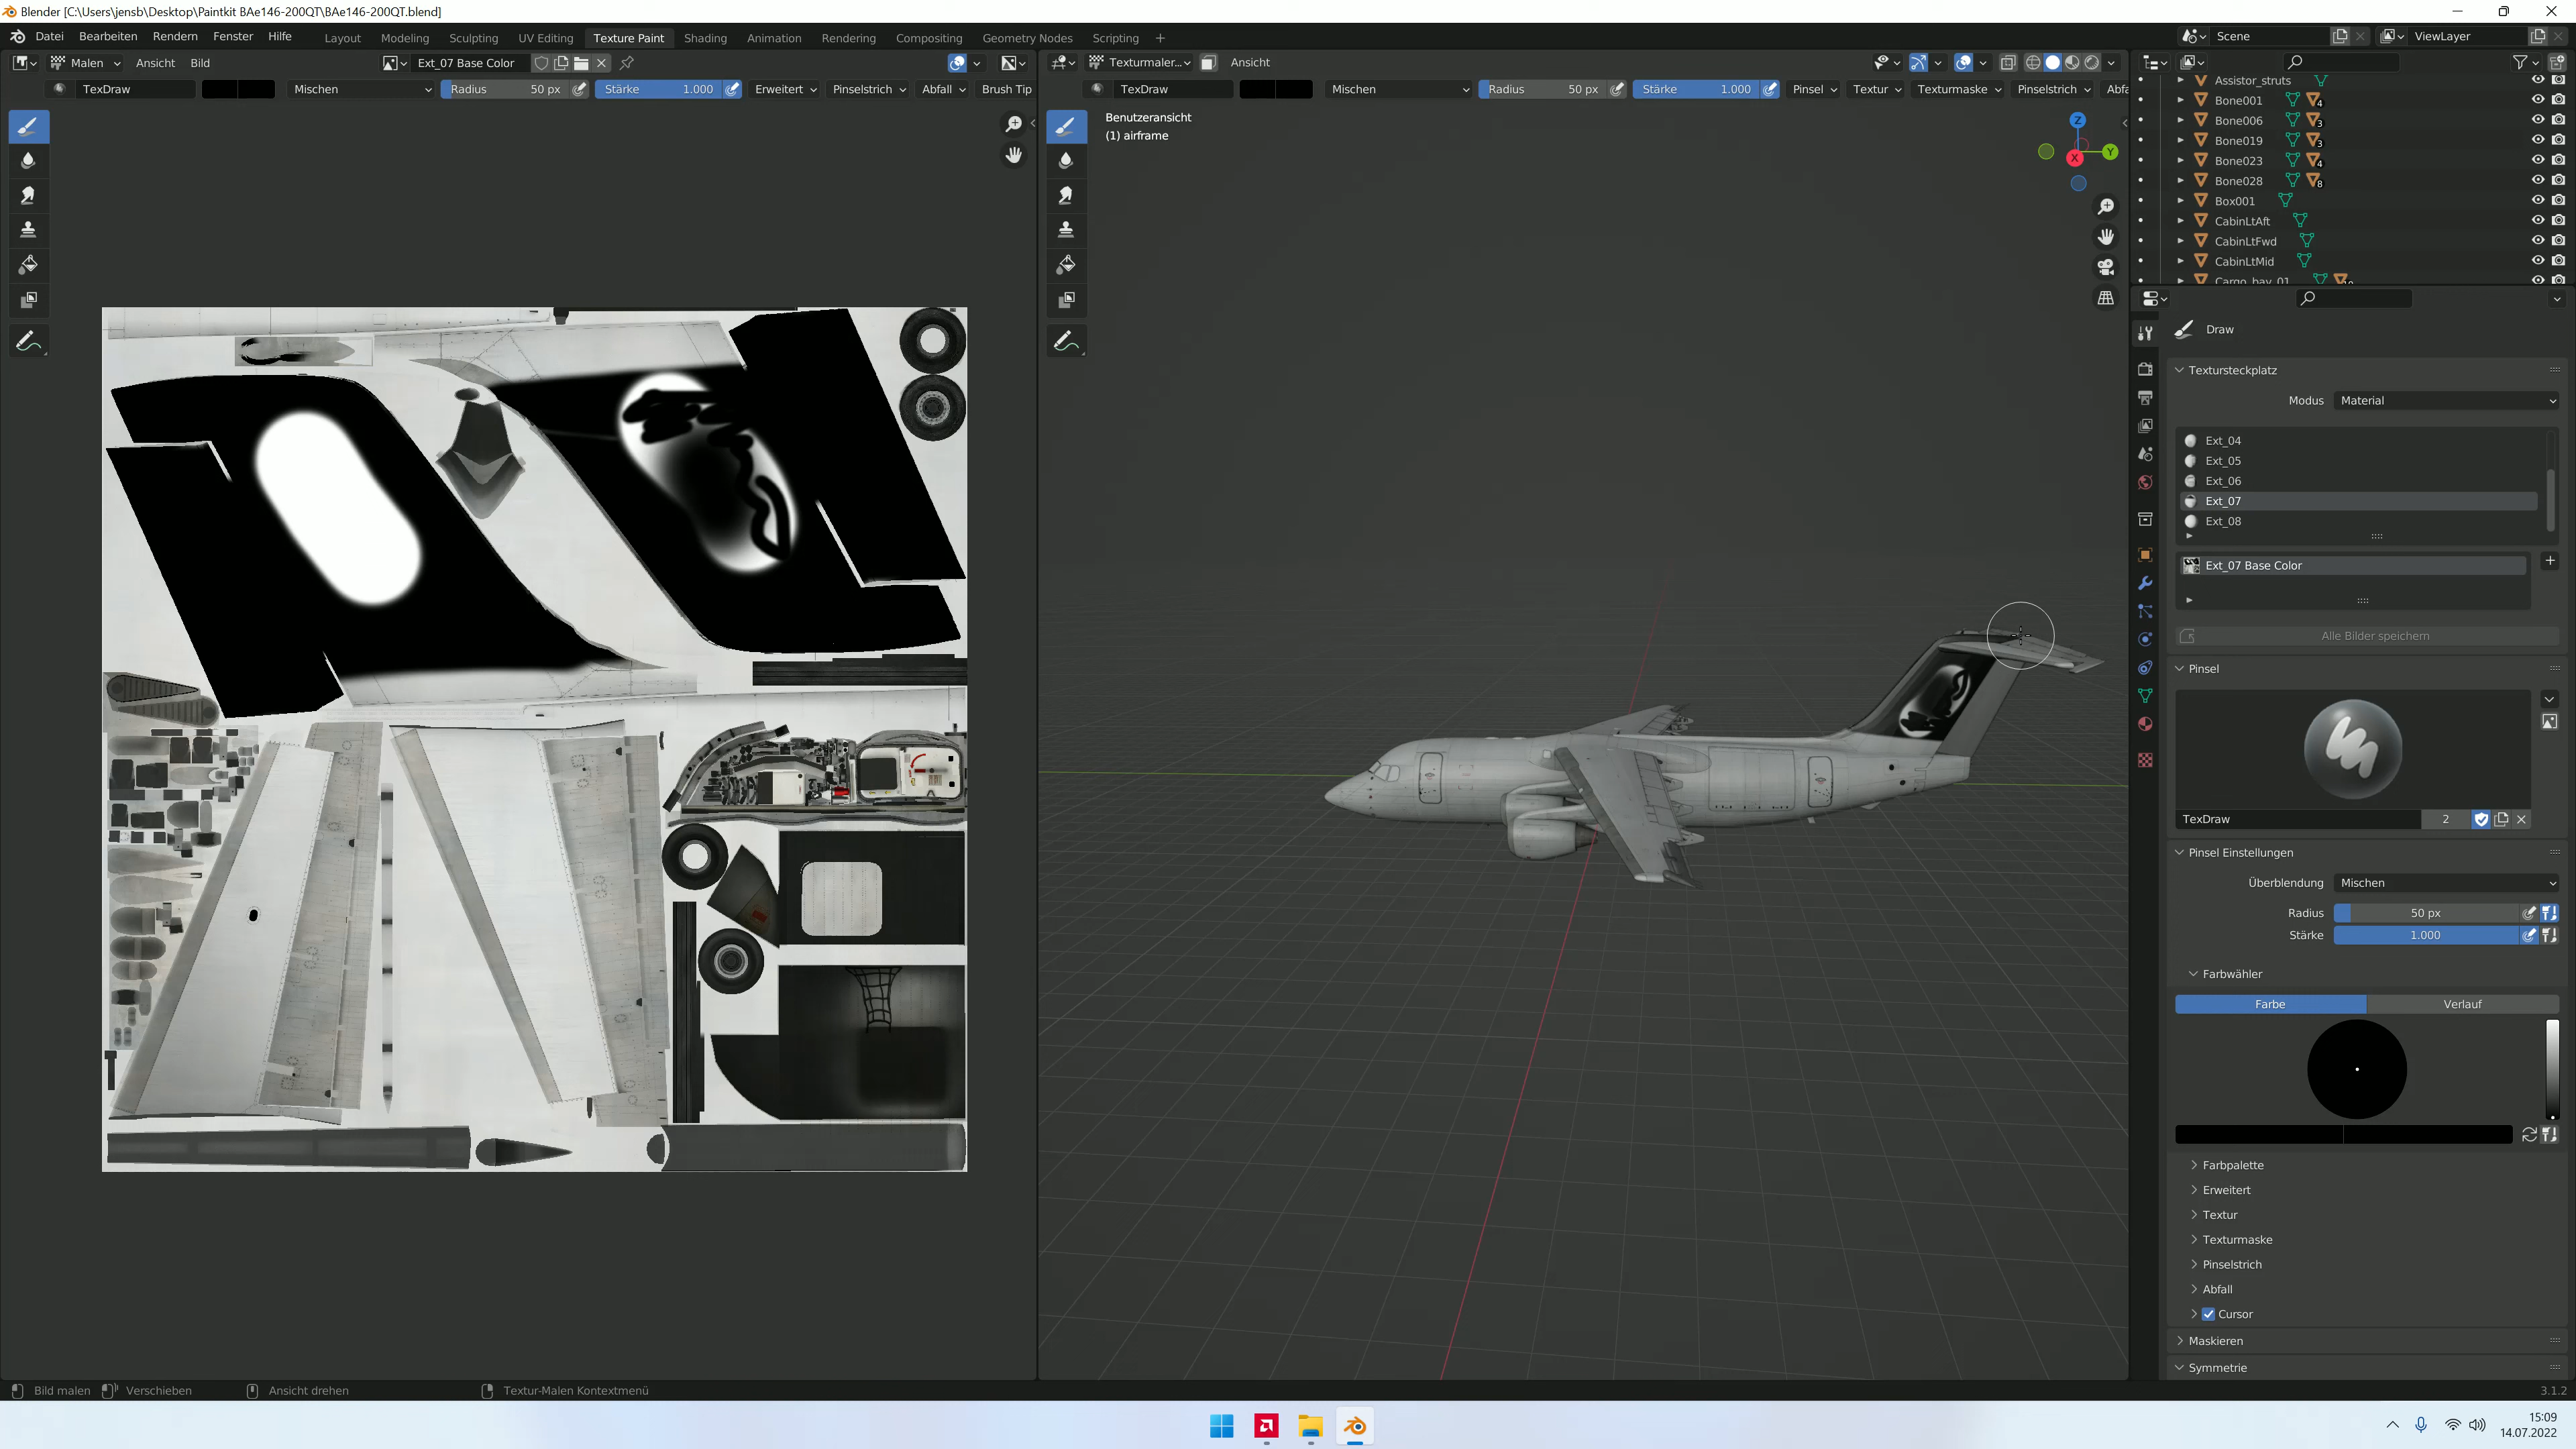 Blender [C:\Users\jensb\Desktop\Paintkit BAe146-200QT\BAe146-200QT.blend]
Datei Bearbeiten Rendern Fenster Hilfe Layout Modeling Sculpting UV Editing Texture Paint Shading Animation Rendering Compositing Geometry Nodes Scripting + Scene ViewLayer
Malen Ansicht Bild Ext_07 Base Color Texturmaler... Ansicht
TexDraw Mischen Radius 50 px Stärke 1.000 Erweitert Pinselstrich Abfall Brush Tip
TexDraw Mischen Radius 50 px Stärke 1.000 Pinsel Textur Texturmaske Pinselstrich Abfa
Benutzeransicht
(1) airframe
Z
Y
X
Assistor_struts
Bone001 4
Bone006 3
Bone019 3
Bone023 4
Bone028 8
Box001
CabinLtAft
CabinLtFwd
CabinLtMid
Cargo_bay_01
Draw
Textursteckplatz
Modus Material
Ext_04
Ext_05
Ext_06
Ext_07
Ext_08
Ext_07 Base Color
Alle Bilder speichern
Pinsel
TexDraw 2
Pinsel Einstellungen
Überblendung Mischen
Radius 50 px
Stärke 1.000
Farbwähler
Farbe Verlauf
Farbpalette
Erweitert
Textur
Texturmaske
Pinselstrich
Abfall
Cursor
Maskieren
Symmetrie
Bild malen Verschieben Ansicht drehen Textur-Malen Kontextmenü 3.1.2
15:09
14.07.2022